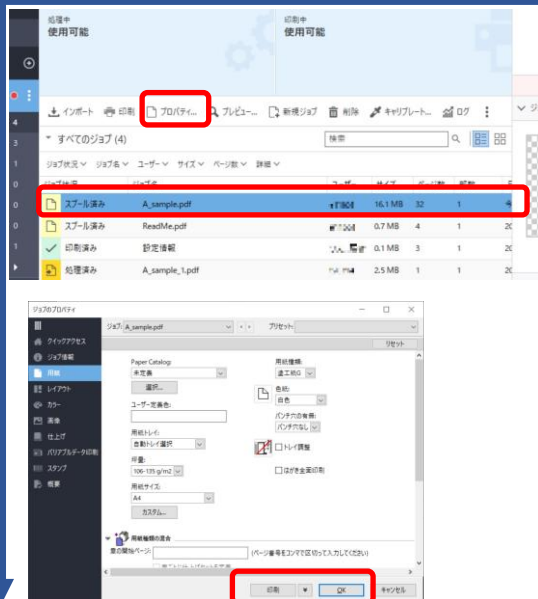 処理中
使用可能
印刷中
使用可能
インポート 印刷 プロパティ... プレビュー... 新規ジョブ 削除 キャリブレート... ログ
すべてのジョブ (4)
検索
ジョブ状況 ジョブ名 ユーザー サイズ ページ数 詳細
スプール済み A_sample.pdf 16.1 MB 32 1
スプール済み ReadMe.pdf 0.7 MB 4 1
印刷済み 設定情報 0.1 MB 3 1
処理済み A_sample_1.pdf 2.5 MB 1 1
4
3
1
0
0
0
1
ジョブのプロパティ
ジョブ: A_sample.pdf プリセット:
リセット
クイックアクセス
ジョブ情報
用紙
レイアウト
カラー
画像
仕上げ
バリアブルデータ印刷
スタンプ
概要
Paper Catalog:
未定義
選択...
ユーザー定義色:
用紙トレイ:
自動トレイ選択
坪量:
106-135 g/m2
用紙サイズ:
A4
カスタム...
用紙種類:
塗工紙G
色紙:
白色
パンチ穴の有無:
パンチ穴なし
トレイ調整
はがき全面印刷
用紙種類の混合
章の開始ページ: (ページ番号をコンマで区切って入力してください)
印刷 OK キャンセル